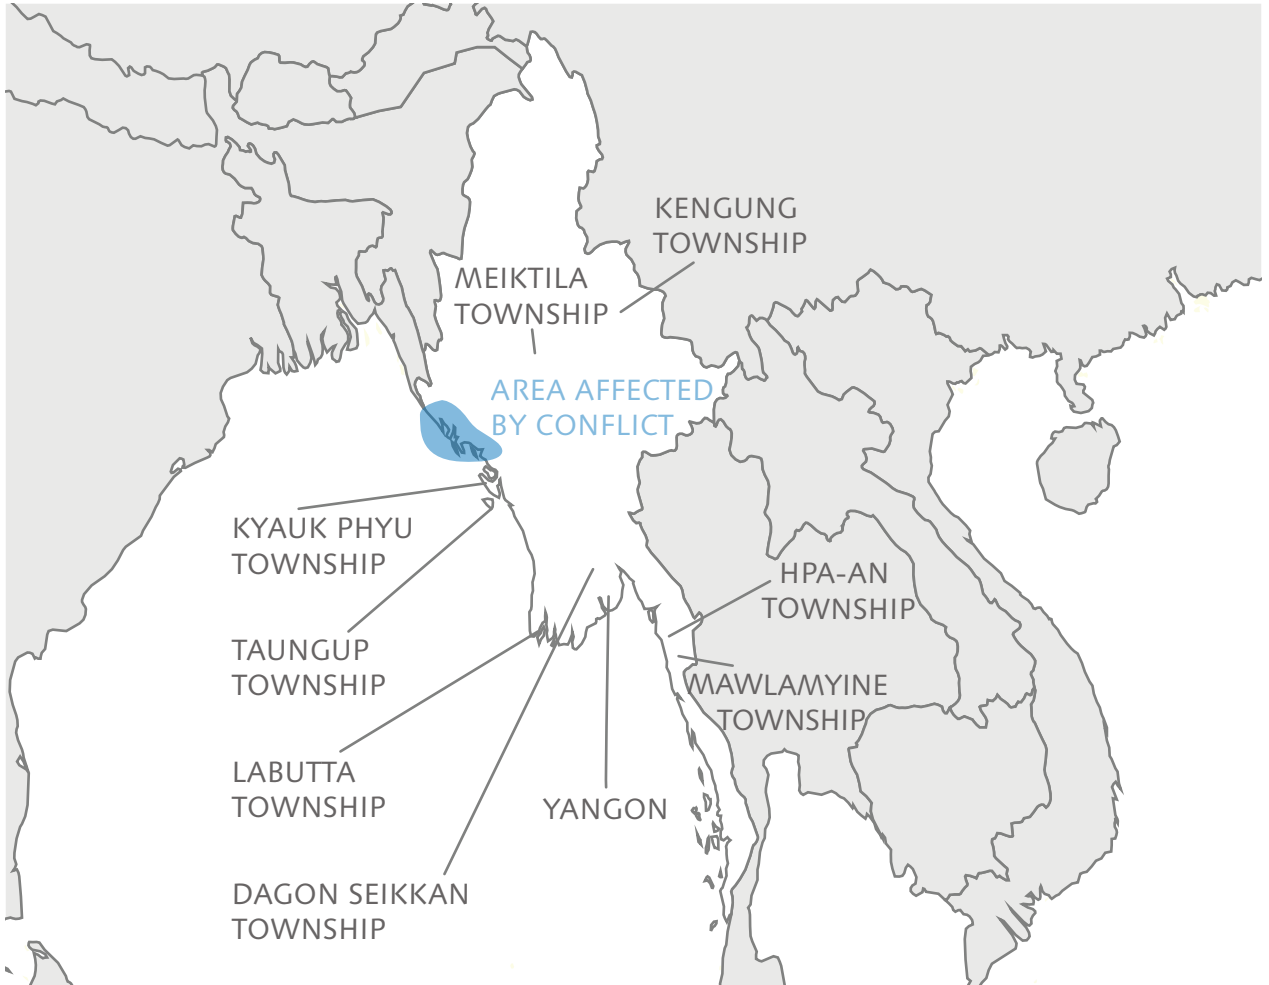 KENGUNG
TOWNSHIP
MEIKTILA
TOWNSHIP
AREA AFFECTED
BY CONFLICT
KYAUK PHYU
TOWNSHIP
HPA-AN
TOWNSHIP
TAUNGUP
TOWNSHIP
MAWLAMYINE
TOWNSHIP
LABUTTA
TOWNSHIP
YANGON
DAGON SEIKKAN
TOWNSHIP